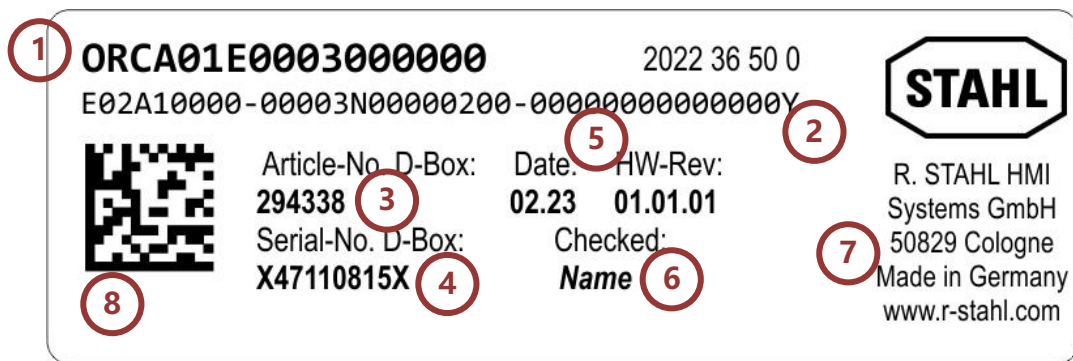 1 ORCA01E0003000000 2022 36 50 0
E02A10000-00003N00000200-00000000000000Y 2
STAHL
5
Article-No. D-Box: Date: HW-Rev:
294338 3 02.23 01.01.01
Serial-No. D-Box: Checked:
X47110815X 4 Name 6
8
R. STAHL HMI
Systems GmbH
7 50829 Cologne
Made in Germany
www.r-stahl.com